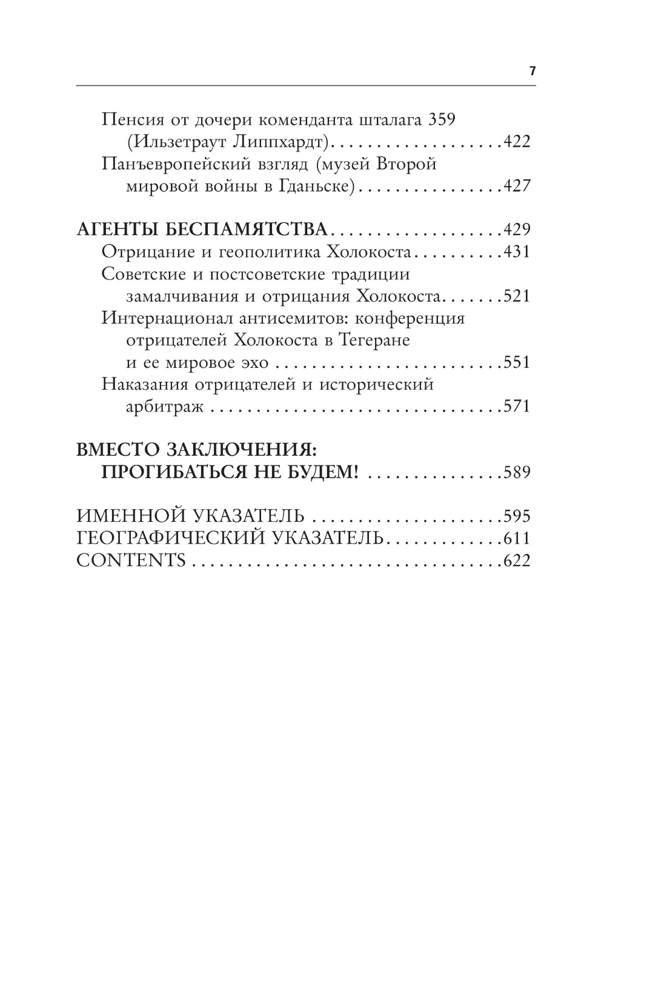 7
Пенсия от дочери коменданта шталага 359
(Ильзетраут Липпхардт)...................422
Панъевропейский взгляд (музей Второй
мировой войны в Гданьске)................427
АГЕНТЫ БЕСПАМЯТСТВА...................429
Отрицание и геополитика Холокоста..........431
Советские и постсоветские традиции
замалчивания и отрицания Холокоста.......521
Интернационал антисемитов: конференция
отрицателей Холокоста в Тегеране
и ее мировое эхо .........................551
Наказания отрицателей и исторический
арбитраж ................................571
ВМЕСТО ЗАКЛЮЧЕНИЯ:
ПРОГИБАТЬСЯ НЕ БУДЕМ! ...............589
ИМЕННОЙ УКАЗАТЕЛЬ .....................595
ГЕОГРАФИЧЕСКИЙ УКАЗАТЕЛЬ.............611
CONTENTS ..................................622